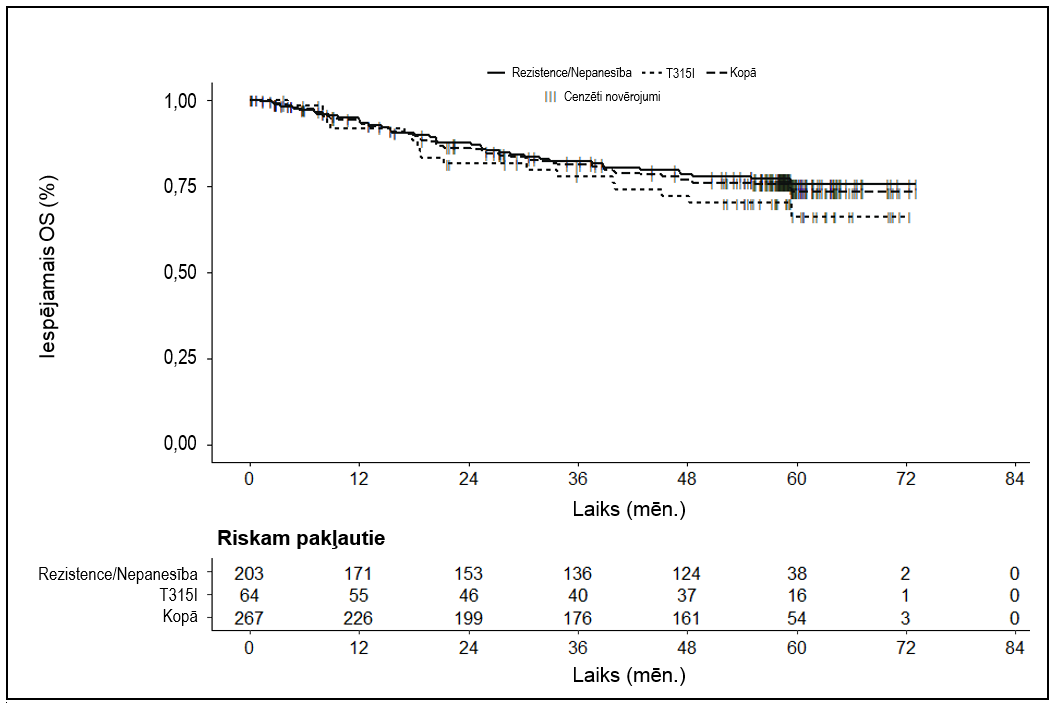 Rezistence/Nepanesība T315I Kopā
Cenzēti novērojumi
Iespējamais OS (%)
1,00
0,75
0,50
0,25
0,00
0 12 24 36 48 60 72 84
Laiks (mēn.)
Riskam pakļautie
Rezistence/Nepanesība 203 171 153 136 124 38 2 0
T315I 64 55 46 40 37 16 1 0
Kopā 267 226 199 176 161 54 3 0
0 12 24 36 48 60 72 84
Laiks (mēn.)